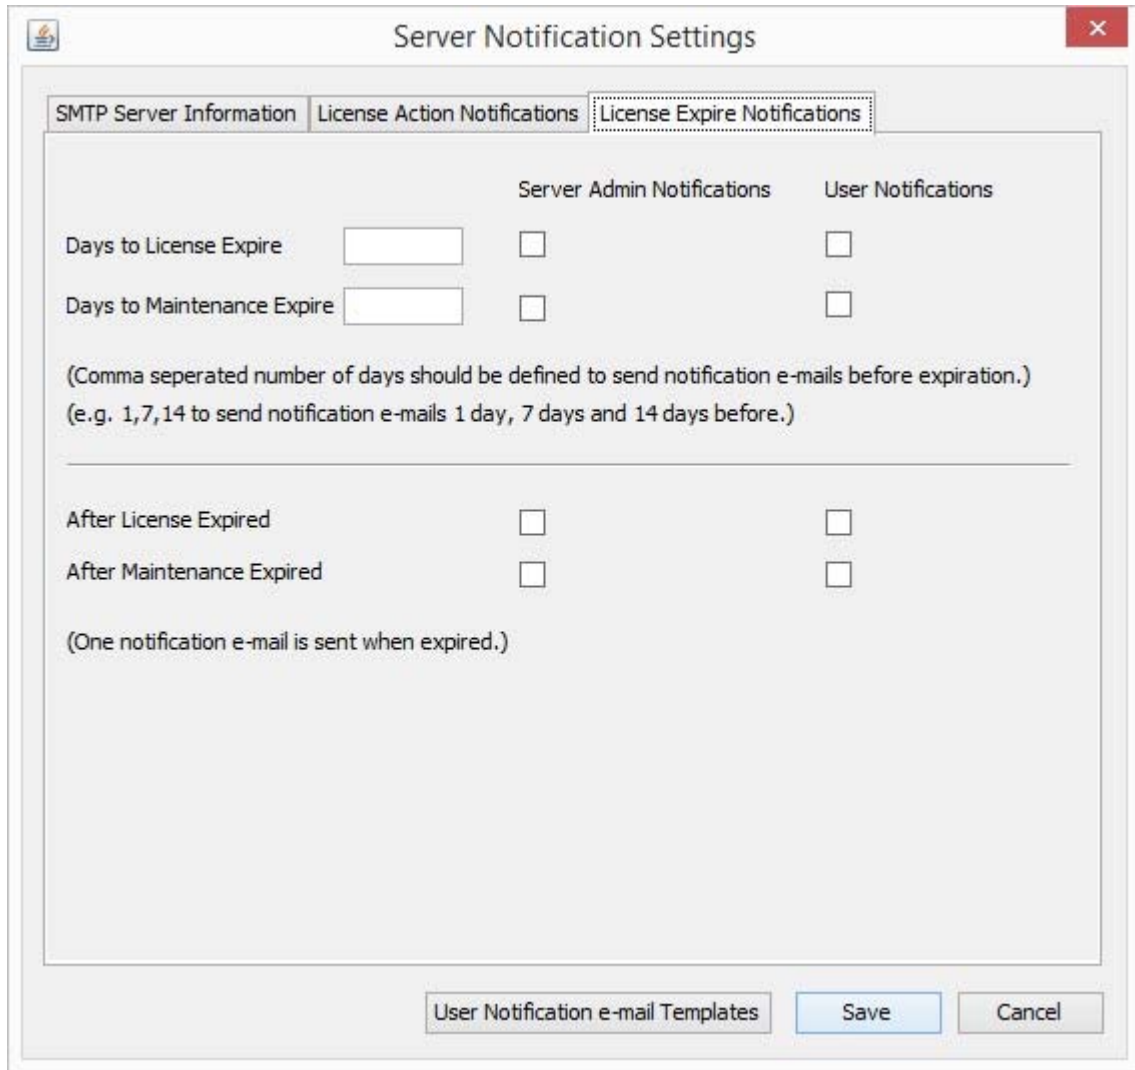 Server Notification Settings
SMTP Server Information License Action Notifications License Expire Notifications
Server Admin Notifications User Notifications
Days to License Expire
Days to Maintenance Expire
(Comma seperated number of days should be defined to send notification e-mails before expiration.)
(e.g. 1,7,14 to send notification e-mails 1 day, 7 days and 14 days before.)
After License Expired
After Maintenance Expired
(One notification e-mail is sent when expired.)
User Notification e-mail Templates Save Cancel